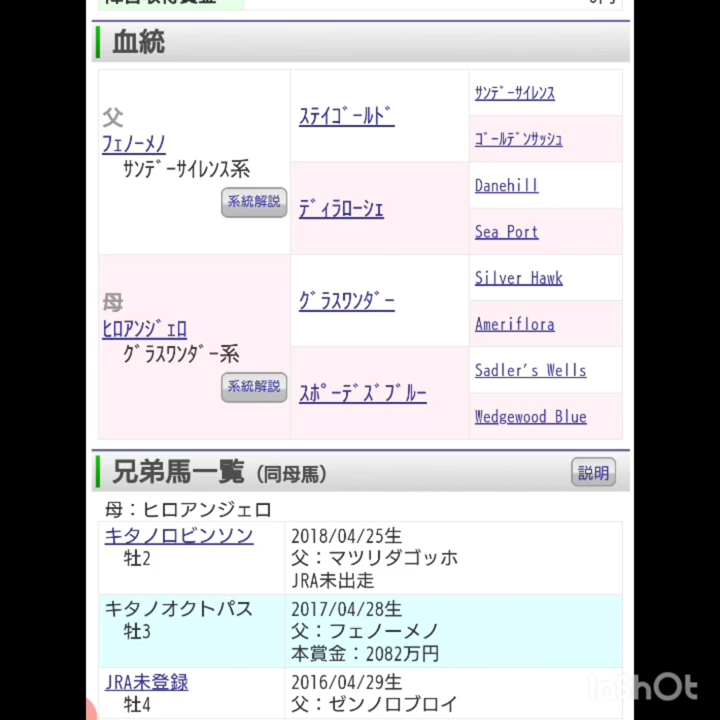 血統
父
フェノーメノ
サンデーサイレンス系
系統解説
ステイゴールド
サンデーサイレンス
ゴールデンサッシュ
ディラローシェ
Danehill
Sea Port
母
ヒロアンジェロ
グラスワンダー系
系統解説
グラスワンダー
Silver Hawk
Ameriflora
スポーデズブルー
Sadler's Wells
Wedgewood Blue
兄弟馬一覧 (同母馬)
説明
母：ヒロアンジェロ
キタノロビンソン
牡2
2018/04/25生
父：マツリダゴッホ
JRA未出走
キタノオクトパス
牡3
2017/04/28生
父：フェノーメノ
本賞金：2082万円
JRA未登録
牡4
2016/04/29生
父：ゼンノロブロイ
InShOt